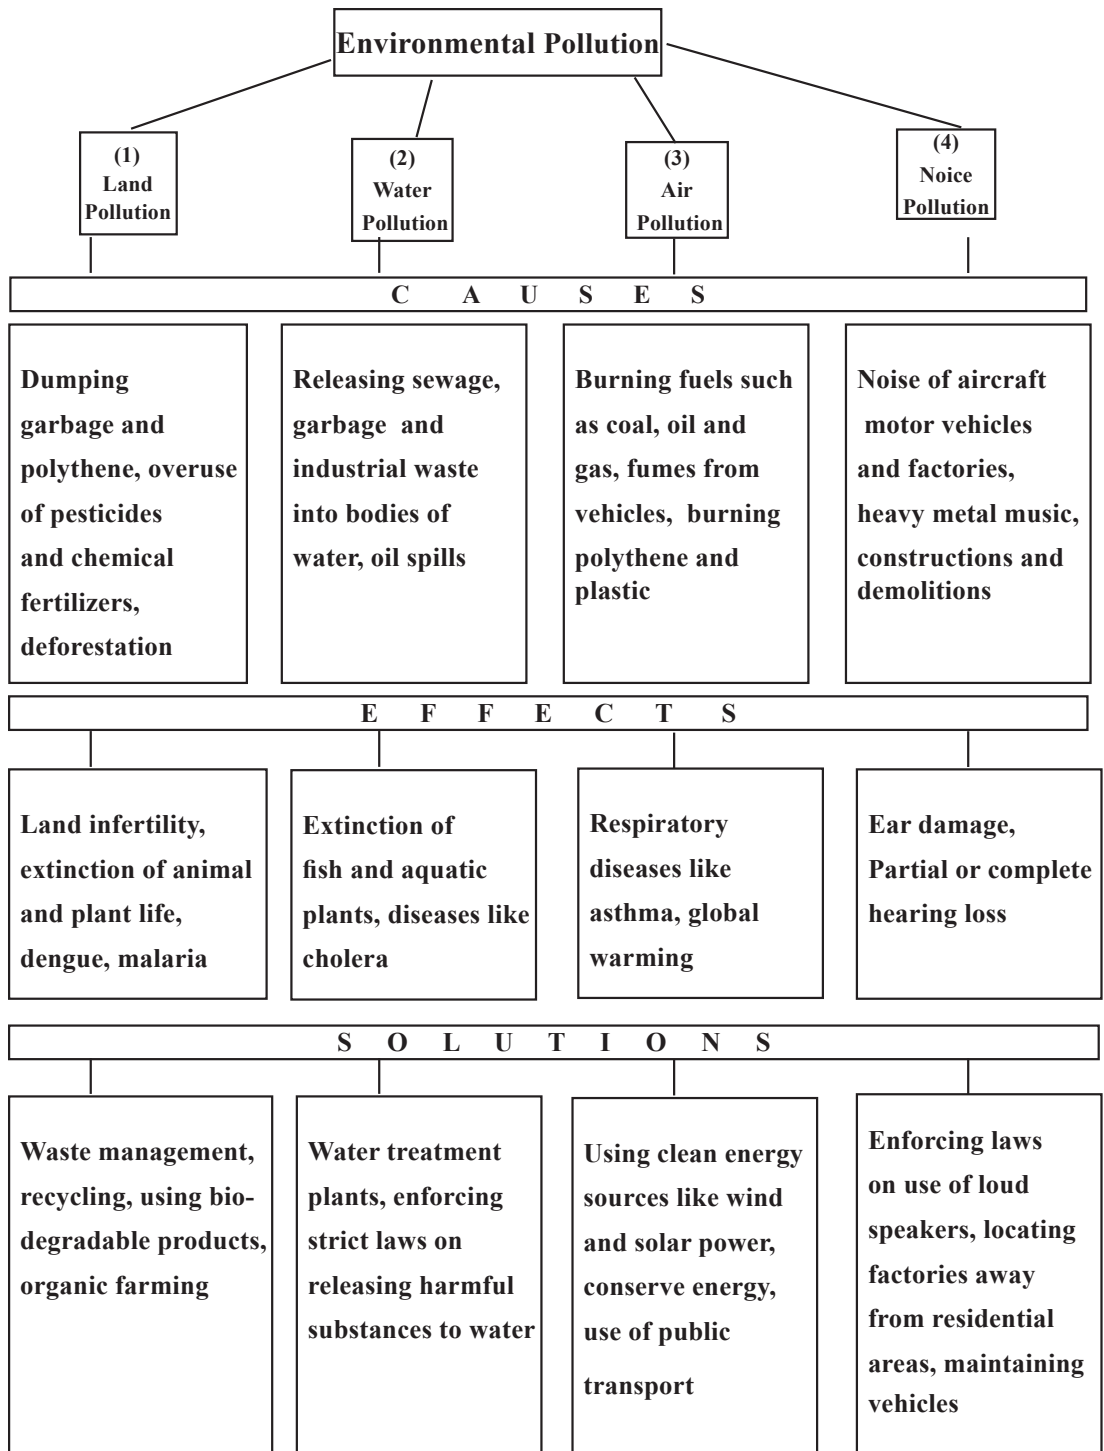 Environmental Pollution
(1)
Land
Pollution
(2)
Water
Pollution
(3)
Air
Pollution
(4)
Noice
Pollution
C A U S E S
Dumping
garbage and
polythene, overuse
of pesticides
and chemical
fertilizers,
deforestation
Releasing sewage,
garbage and
industrial waste
into bodies of
water, oil spills
Burning fuels such
as coal, oil and
gas, fumes from
vehicles, burning
polythene and
plastic
Noise of aircraft
motor vehicles
and factories,
heavy metal music,
constructions and
demolitions
E F F E C T S
Land infertility,
extinction of animal
and plant life,
dengue, malaria
Extinction of
fish and aquatic
plants, diseases like
cholera
Respiratory
diseases like
asthma, global
warming
Ear damage,
Partial or complete
hearing loss
S O L U T I O N S
Waste management,
recycling, using bio-
degradable products,
organic farming
Water treatment
plants, enforcing
strict laws on
releasing harmful
substances to water
Using clean energy
sources like wind
and solar power,
conserve energy,
use of public
transport
Enforcing laws
on use of loud
speakers, locating
factories away
from residential
areas, maintaining
vehicles